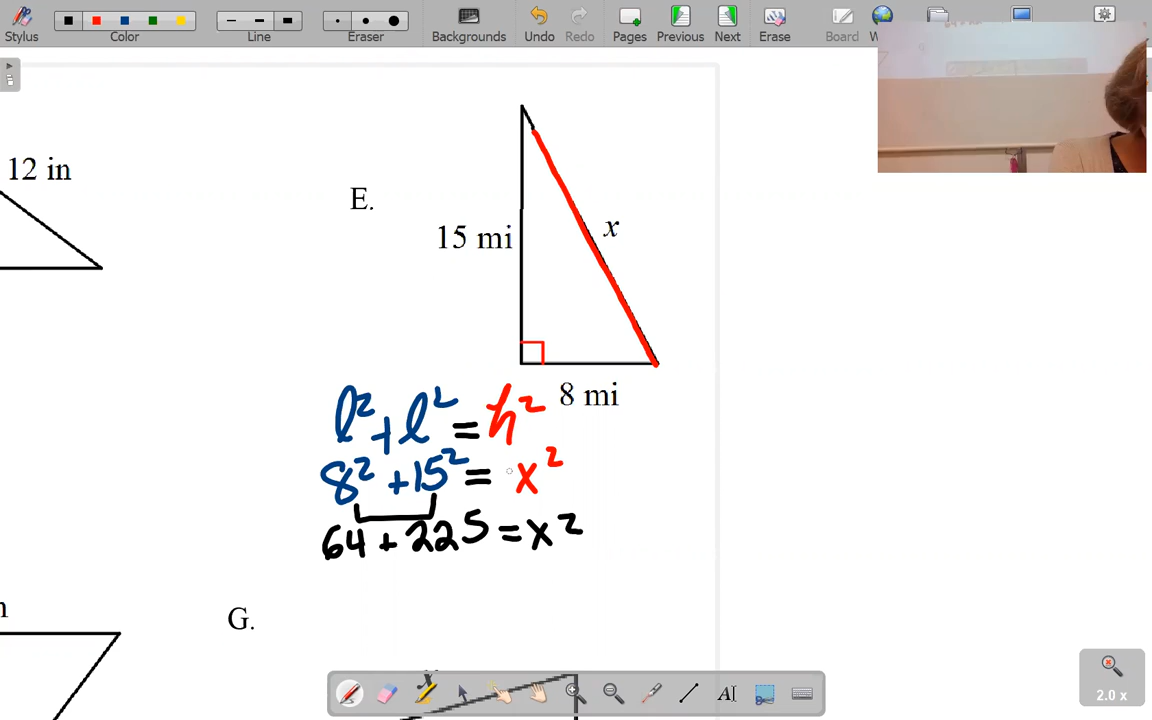 Stylus Color Line Eraser Backgrounds Undo Redo Pages Previous Next Erase Board
12 in
E.
15 mi
x
8 mi
l² + l² = h²
8² + 15² = x²
64 + 225 = x²
G.
A
2.0 x